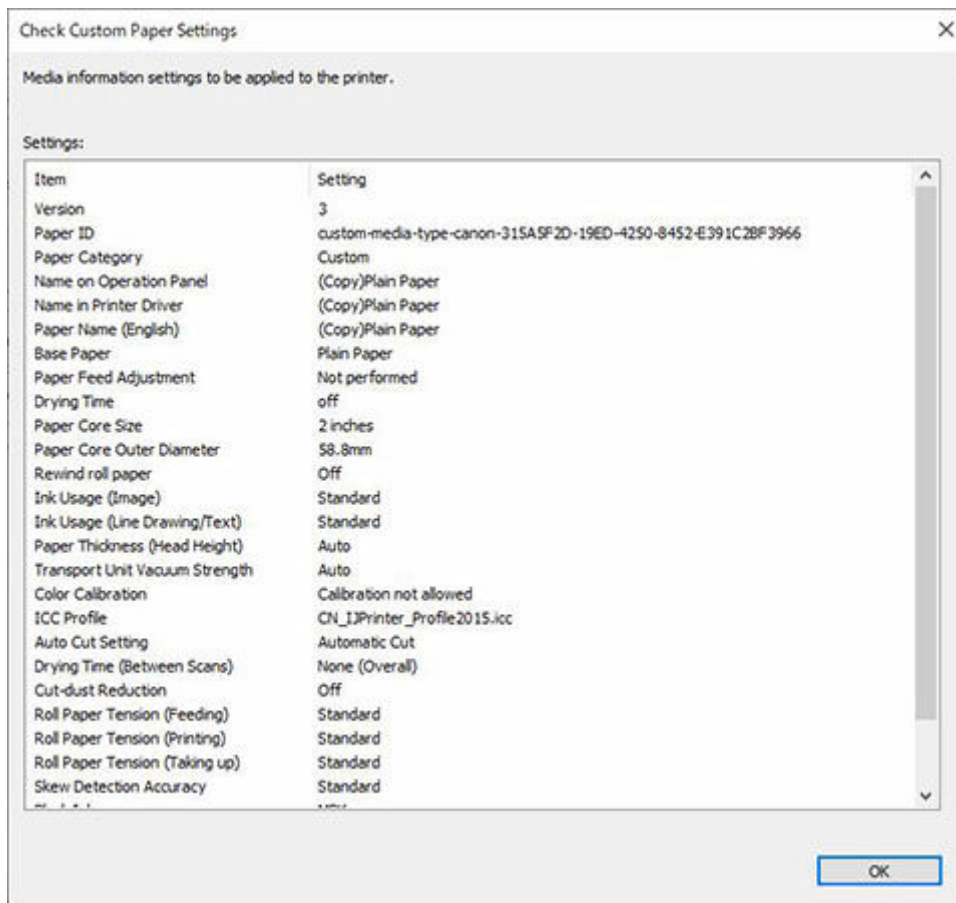 Check Custom Paper Settings
Media information settings to be applied to the printer.
Settings:
Item Setting
Version 3
Paper ID custom-media-type-canon-315A5F2D-19ED-4250-8452-E391C2BF3966
Paper Category Custom
Name on Operation Panel (Copy)Plain Paper
Name in Printer Driver (Copy)Plain Paper
Paper Name (English) (Copy)Plain Paper
Base Paper Plain Paper
Paper Feed Adjustment Not performed
Drying Time off
Paper Core Size 2 inches
Paper Core Outer Diameter 58.8mm
Rewind roll paper Off
Ink Usage (Image) Standard
Ink Usage (Line Drawing/Text) Standard
Paper Thickness (Head Height) Auto
Transport Unit Vacuum Strength Auto
Color Calibration Calibration not allowed
ICC Profile CN_IJPrinter_Profile2015.icc
Auto Cut Setting Automatic Cut
Drying Time (Between Scans) None (Overall)
Cut-dust Reduction Off
Roll Paper Tension (Feeding) Standard
Roll Paper Tension (Printing) Standard
Roll Paper Tension (Taking up) Standard
Skew Detection Accuracy Standard
OK